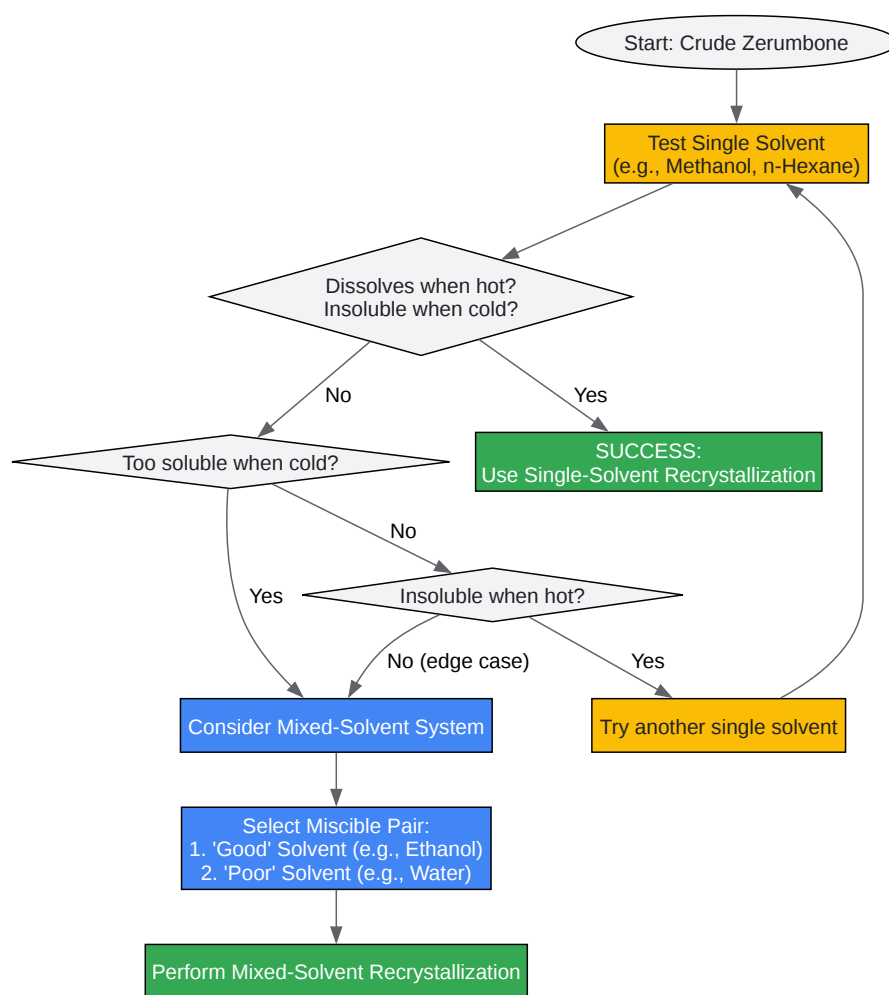 Start: Crude Zerumbone
Test Single Solvent
(e.g., Methanol, n-Hexane)
Dissolves when hot?
Insoluble when cold?
No
Yes
SUCCESS:
Use Single-Solvent Recrystallization
Too soluble when cold?
No
Yes
Insoluble when hot?
No (edge case)
Yes
Consider Mixed-Solvent System
Try another single solvent
Select Miscible Pair:
1. 'Good' Solvent (e.g., Ethanol)
2. 'Poor' Solvent (e.g., Water)
Perform Mixed-Solvent Recrystallization